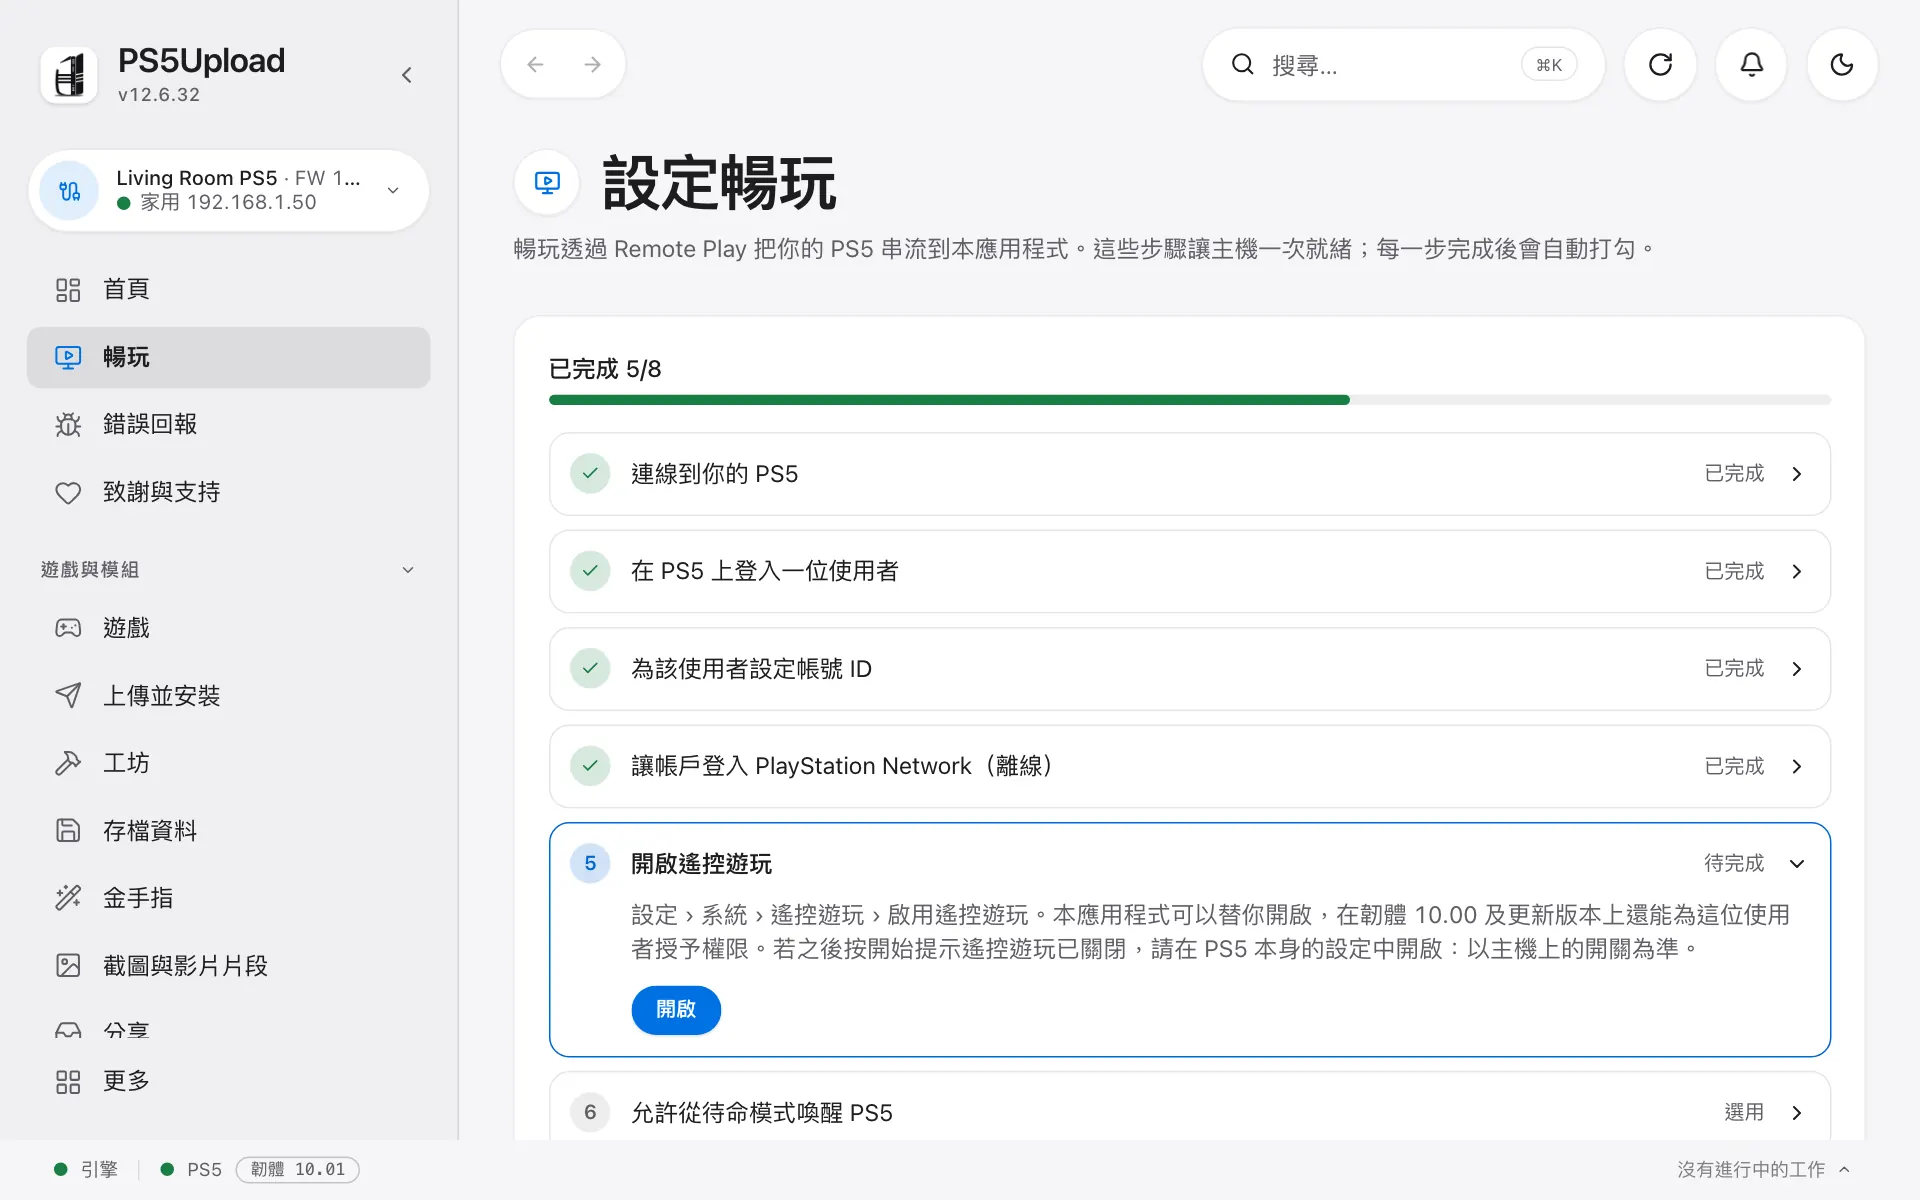 PS5Upload
v12.6.32
Living Room PS5 · FW 1...
家用 192.168.1.50
首頁
暢玩
錯誤回報
致謝與支持
遊戲與模組
遊戲
上傳並安裝
工坊
存檔資料
金手指
截圖與影片片段
分享
更多
搜尋...
⌘K
設定暢玩
暢玩透過 Remote Play 把你的 PS5 串流到本應用程式。這些步驟讓主機一次就緒；每一步完成後會自動打勾。
已完成 5/8
連線到你的 PS5
已完成
在 PS5 上登入一位使用者
已完成
為該使用者設定帳號 ID
已完成
讓帳戶登入 PlayStation Network（離線）
已完成
5
開啟遙控遊玩
待完成
設定 › 系統 › 遙控遊玩 › 啟用遙控遊玩。本應用程式可以替你開啟，在韌體 10.00 及更新版本上還能為這位使用
者授予權限。若之後按開始提示遙控遊玩已關閉，請在 PS5 本身的設定中開啟：以主機上的開關為準。
開啟
6
允許從待命模式喚醒 PS5
選用
引擎
PS5
韌體 10.01
沒有進行中的工作